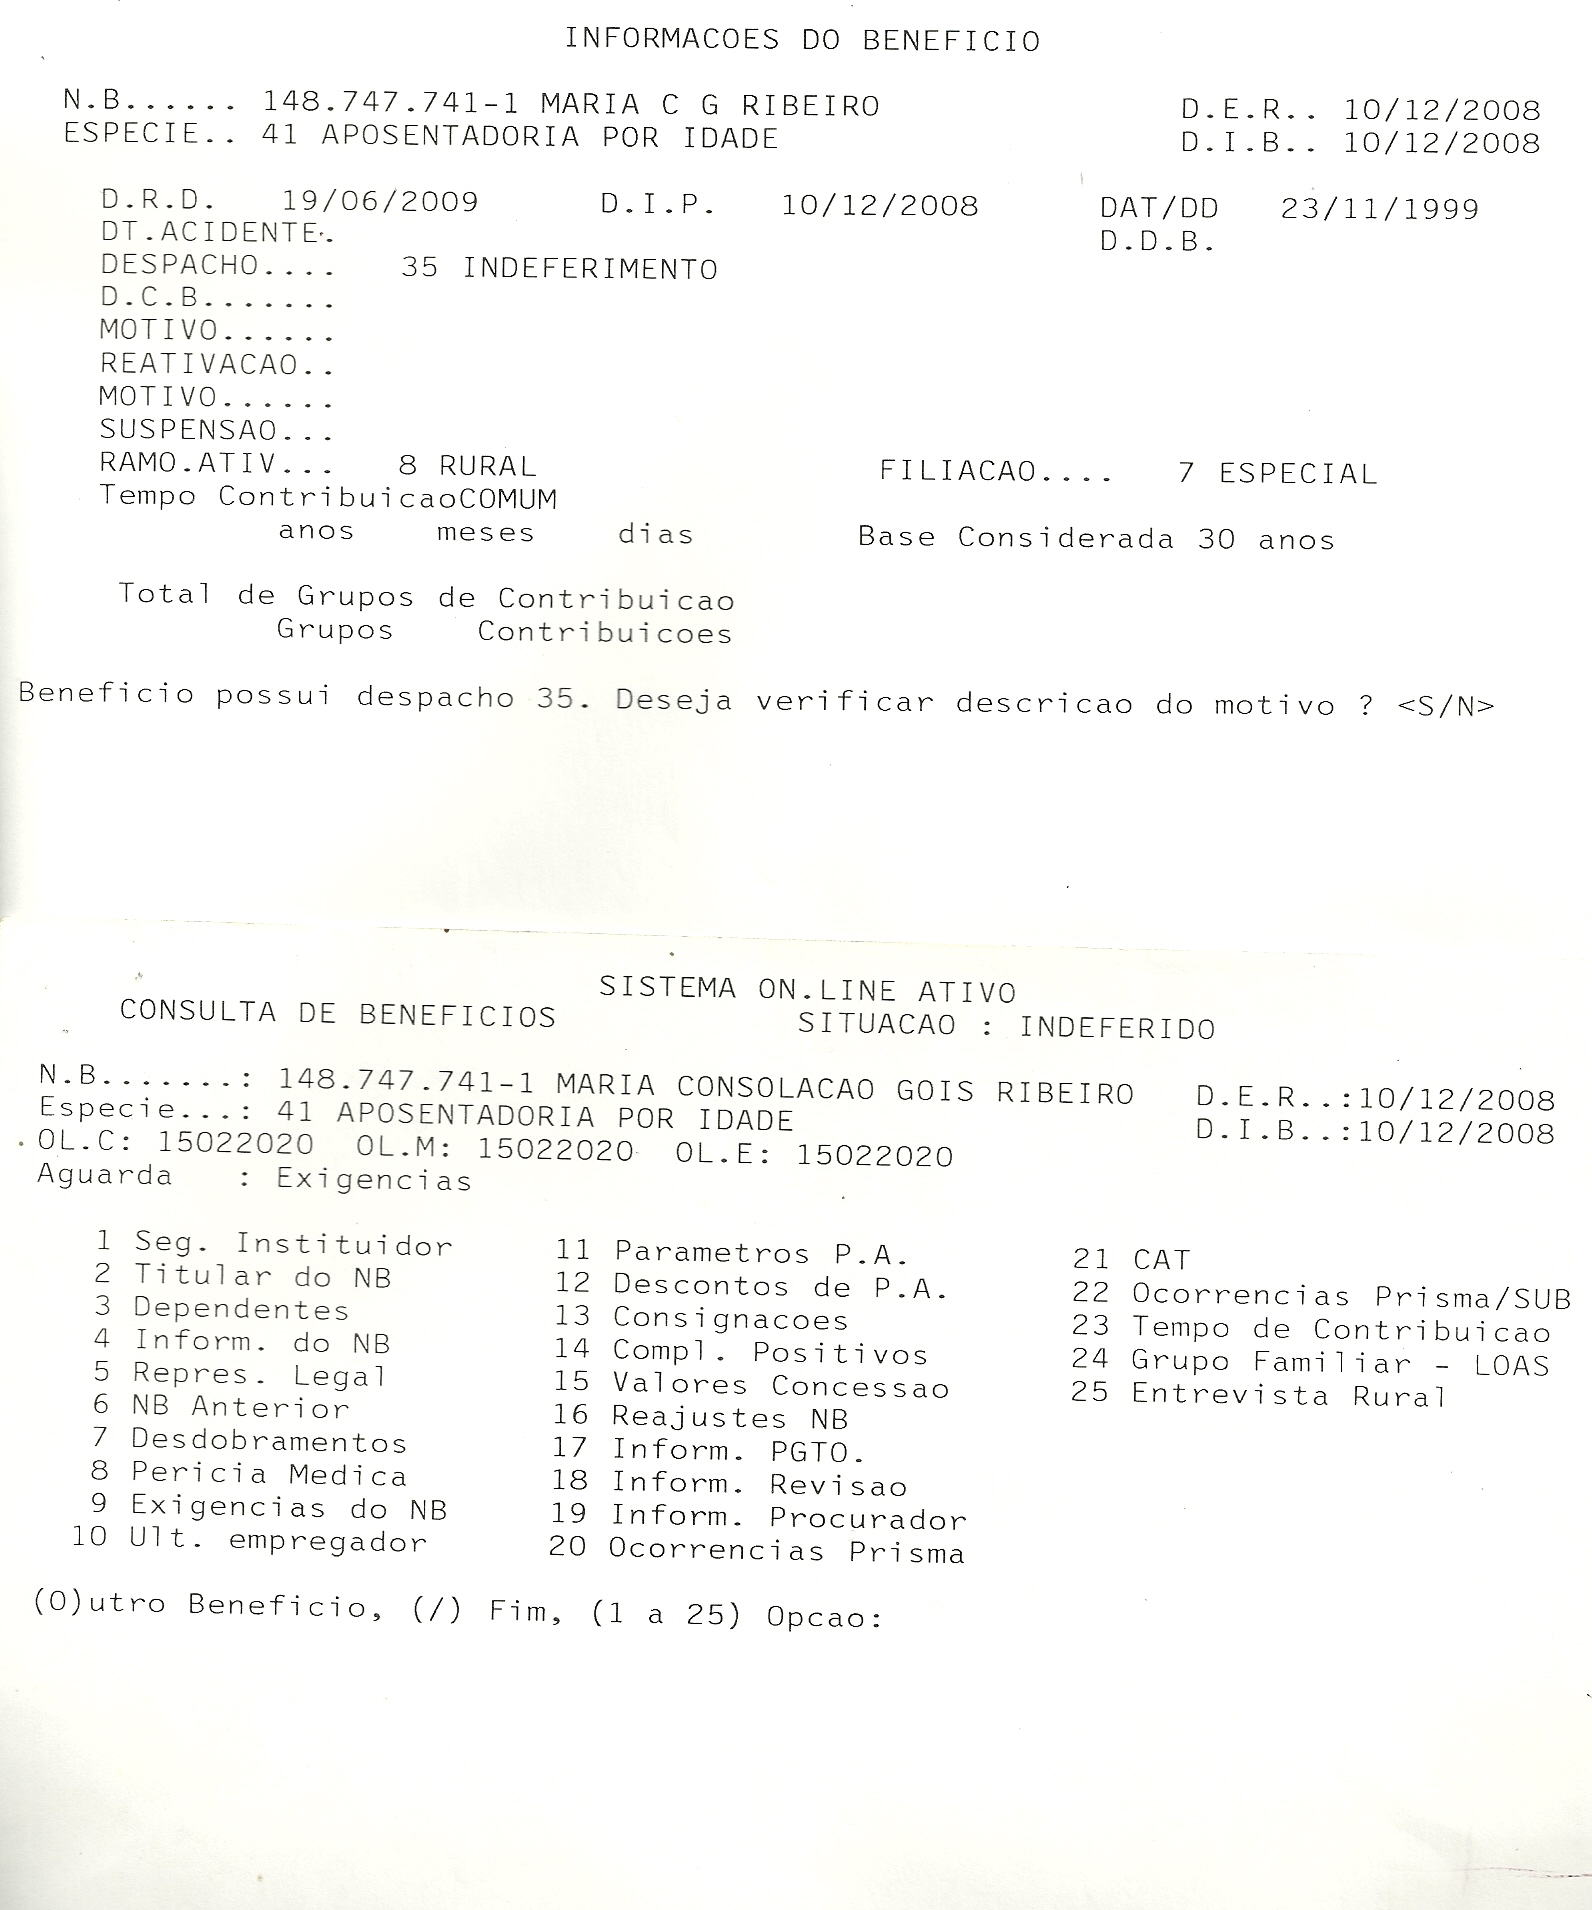 INFORMACOES DO BENEFICIO
N.B...... 148.747.741-1 MARIA C G RIBEIRO D.E.R.. 10/12/2008
ESPECIE.. 41 APOSENTADORIA POR IDADE D.I.B.. 10/12/2008
D.R.D. 19/06/2009 D.I.P. 10/12/2008 DAT/DD 23/11/1999
DT.ACIDENTE.. D.D.B.
DESPACHO.... 35 INDEFERIMENTO
D.C.B.......
MOTIVO......
REATIVACAO..
MOTIVO......
SUSPENSAO...
RAMO.ATIV... 8 RURAL FILIACAO.... 7 ESPECIAL
Tempo ContribuicaoCOMUM
anos meses dias Base Considerada 30 anos
Total de Grupos de Contribuicao
Grupos Contribuicoes
Beneficio possui despacho 35. Deseja verificar descricao do motivo ? <S/N>
SISTEMA ON.LINE ATIVO
CONSULTA DE BENEFICIOS SITUACAO : INDEFERIDO
N.B.......: 148.747.741-1 MARIA CONSOLACAO GOIS RIBEIRO D.E.R..:10/12/2008
Especie...: 41 APOSENTADORIA POR IDADE D.I.B..:10/12/2008
OL.C: 15022020 OL.M: 15022020 OL.E: 15022020
Aguarda : Exigencias
1 Seg. Instituidor 11 Parametros P.A. 21 CAT
2 Titular do NB 12 Descontos de P.A. 22 Ocorrencias Prisma/SUB
3 Dependentes 13 Consignacoes 23 Tempo de Contribuicao
4 Inform. do NB 14 Compl. Positivos 24 Grupo Familiar - LOAS
5 Repres. Legal 15 Valores Concessao 25 Entrevista Rural
6 NB Anterior 16 Reajustes NB
7 Desdobramentos 17 Inform. PGTO.
8 Pericia Medica 18 Inform. Revisao
9 Exigencias do NB 19 Inform. Procurador
10 Ult. empregador 20 Ocorrencias Prisma
(O)utro Beneficio, (/) Fim, (1 a 25) Opcao: